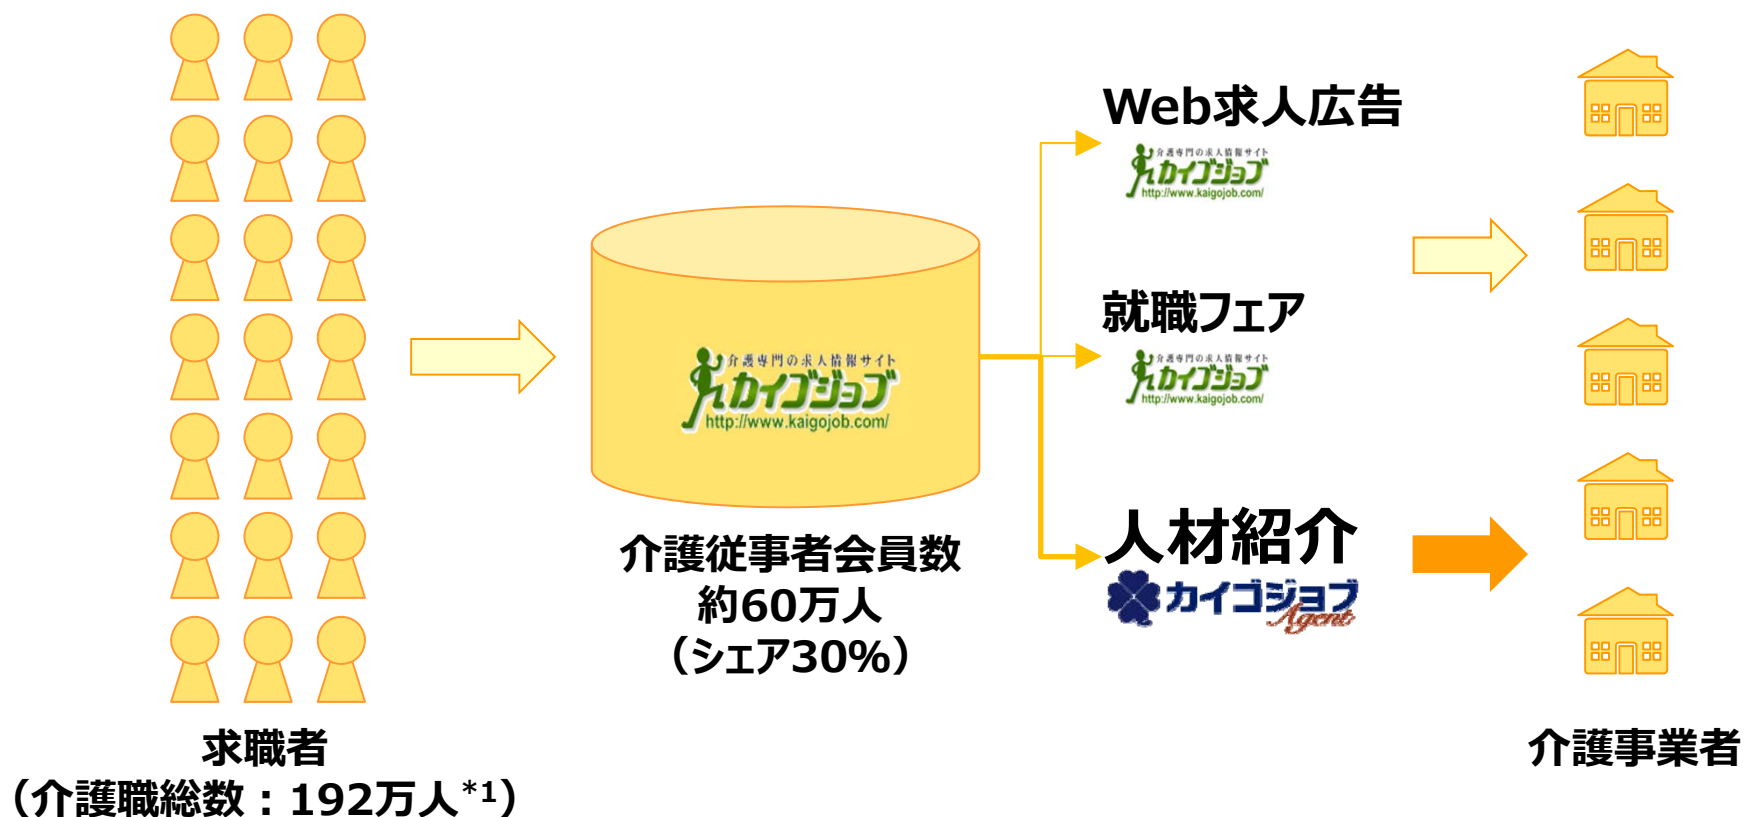 求職者
（介護職総数：192万人*1）
介護専門の求人情報サイト
カイゴジョブ
http://www.kaigojob.com/
介護従事者会員数
約60万人
（シェア30%）
Web求人広告
介護専門の求人情報サイト
カイゴジョブ
http://www.kaigojob.com/
就職フェア
介護専門の求人情報サイト
カイゴジョブ
http://www.kaigojob.com/
人材紹介
カイゴジョブ
Agent
介護事業者